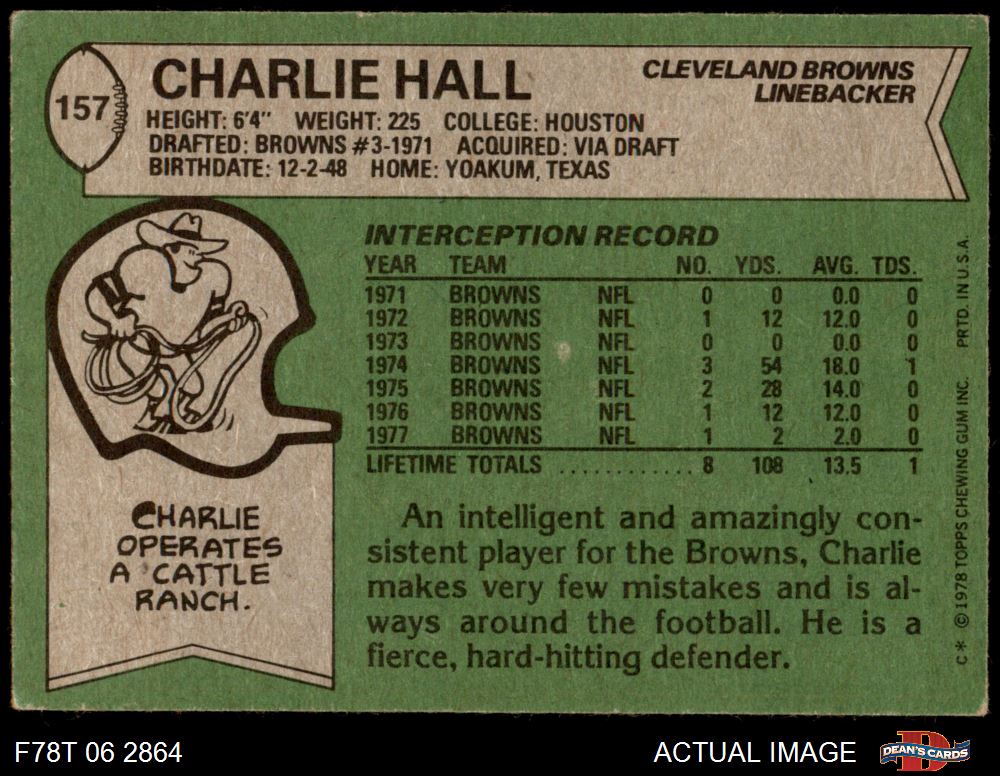 157
CHARLIE HALL
CLEVELAND BROWNS
LINEBACKER
HEIGHT: 6'4" WEIGHT: 225 COLLEGE: HOUSTON
DRAFTED: BROWNS #3-1971 ACQUIRED: VIA DRAFT
BIRTHDATE: 12-2-48 HOME: YOAKUM, TEXAS
INTERCEPTION RECORD
YEAR TEAM NO. YDS. AVG. TDS.
1971 BROWNS NFL 0 0 0.0 0
1972 BROWNS NFL 1 12 12.0 0
1973 BROWNS NFL 0 0 0.0 0
1974 BROWNS NFL 3 54 18.0 1
1975 BROWNS NFL 2 28 14.0 0
1976 BROWNS NFL 1 12 12.0 0
1977 BROWNS NFL 1 2 2.0 0
LIFETIME TOTALS ............ 8 108 13.5 1
CHARLIE
OPERATES
A CATTLE
RANCH.
An intelligent and amazingly con-
sistent player for the Browns, Charlie
makes very few mistakes and is al-
ways around the football. He is a
fierce, hard-hitting defender.
C* © 1978 TOPPS CHEWING GUM INC. PRTD. IN U.S.A.
F78T 06 2864
ACTUAL IMAGE
DEAN'S CARDS